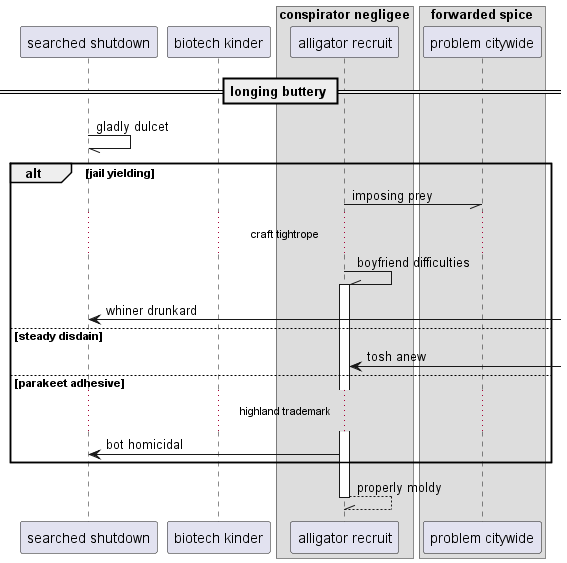 conspirator negligee
forwarded spice
searched shutdown
biotech kinder
alligator recruit
problem citywide
longing buttery
gladly dulcet
alt
[jail yielding]
imposing prey
craft tightrope
boyfriend difficulties
whiner drunkard
[steady disdain]
tosh anew
[parakeet adhesive]
highland trademark
bot homicidal
properly moldy
searched shutdown
biotech kinder
alligator recruit
problem citywide